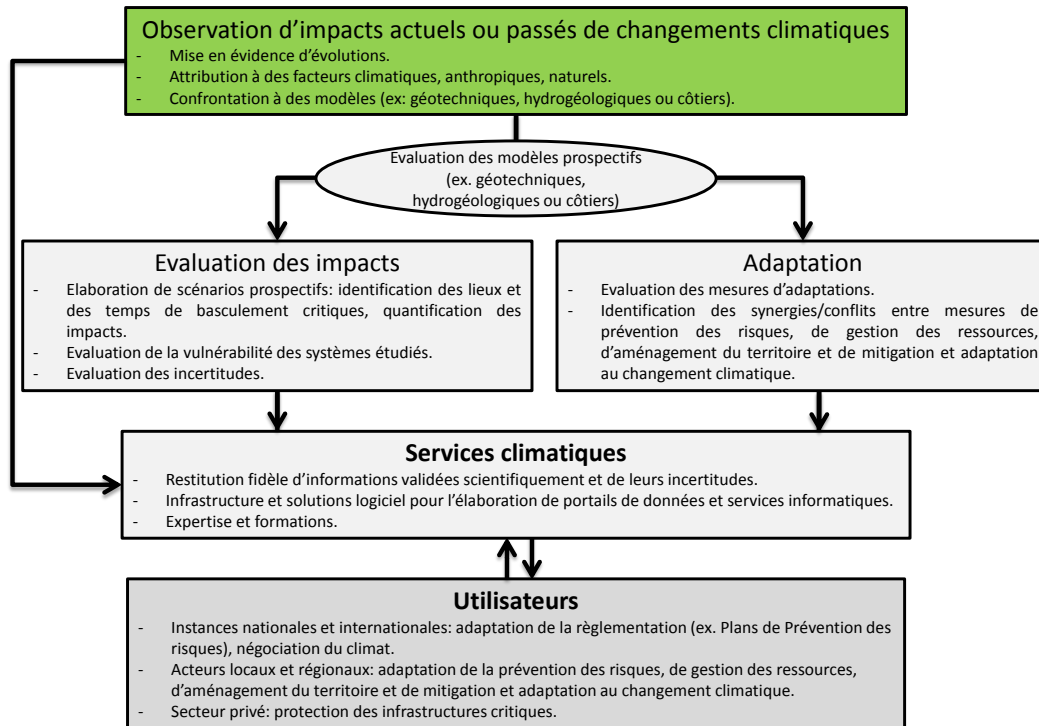 Observation d’impacts actuels ou passés de changements climatiques
- Mise en évidence d’évolutions.
- Attribution à des facteurs climatiques, anthropiques, naturels.
- Confrontation à des modèles (ex: géotechniques, hydrogéologiques ou côtiers).
Evaluation des modèles prospectifs
(ex. géotechniques,
hydrogéologiques ou côtiers)
Evaluation des impacts
- Elaboration de scénarios prospectifs: identification des lieux et
des temps de basculement critiques, quantification des
impacts.
- Evaluation de la vulnérabilité des systèmes étudiés.
- Evaluation des incertitudes.
Adaptation
- Evaluation des mesures d’adaptations.
- Identification des synergies/conflits entre mesures de
prévention des risques, de gestion des ressources,
d’aménagement du territoire et de mitigation et adaptation
au changement climatique.
Services climatiques
- Restitution fidèle d’informations validées scientifiquement et de leurs incertitudes.
- Infrastructure et solutions logiciel pour l’élaboration de portails de données et services informatiques.
- Expertise et formations.
Utilisateurs
- Instances nationales et internationales: adaptation de la règlementation (ex. Plans de Prévention des
risques), négociation du climat.
- Acteurs locaux et régionaux: adaptation de la prévention des risques, de gestion des ressources,
d’aménagement du territoire et de mitigation et adaptation au changement climatique.
- Secteur privé: protection des infrastructures critiques.